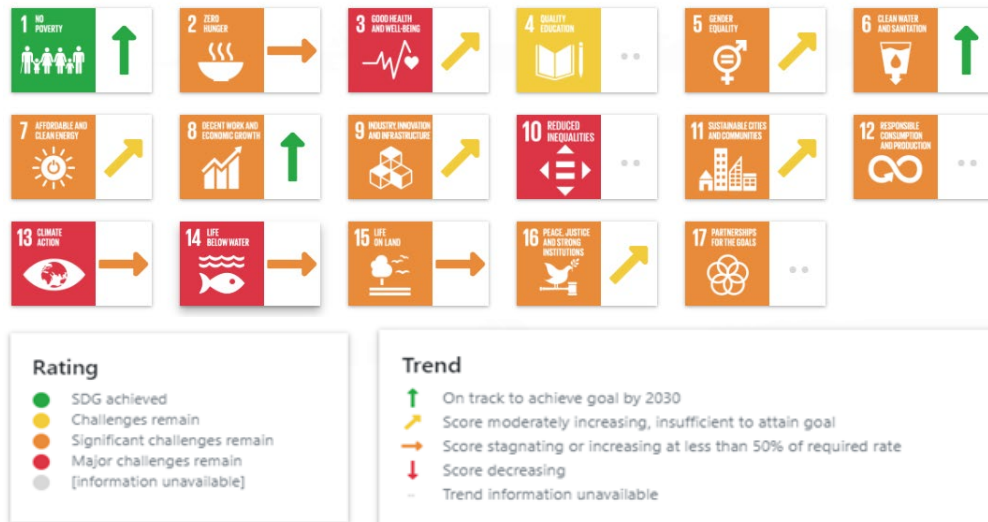 1 NO
POVERTY
2 ZERO
HUNGER
3 GOOD HEALTH
AND WELL-BEING
4 QUALITY
EDUCATION
5 GENDER
EQUALITY
6 CLEAN WATER
AND SANITATION
7 AFFORDABLE AND
CLEAN ENERGY
8 DECENT WORK AND
ECONOMIC GROWTH
9 INDUSTRY, INNOVATION
AND INFRASTRUCTURE
10 REDUCED
INEQUALITIES
11 SUSTAINABLE CITIES
AND COMMUNITIES
12 RESPONSIBLE
CONSUMPTION
AND PRODUCTION
13 CLIMATE
ACTION
14 LIFE
BELOW WATER
15 LIFE
ON LAND
16 PEACE, JUSTICE
AND STRONG
INSTITUTIONS
17 PARTNERSHIPS
FOR THE GOALS
Rating
SDG achieved
Challenges remain
Significant challenges remain
Major challenges remain
[information unavailable]
Trend
On track to achieve goal by 2030
Score moderately increasing, insufficient to attain goal
Score stagnating or increasing at less than 50% of required rate
Score decreasing
Trend information unavailable